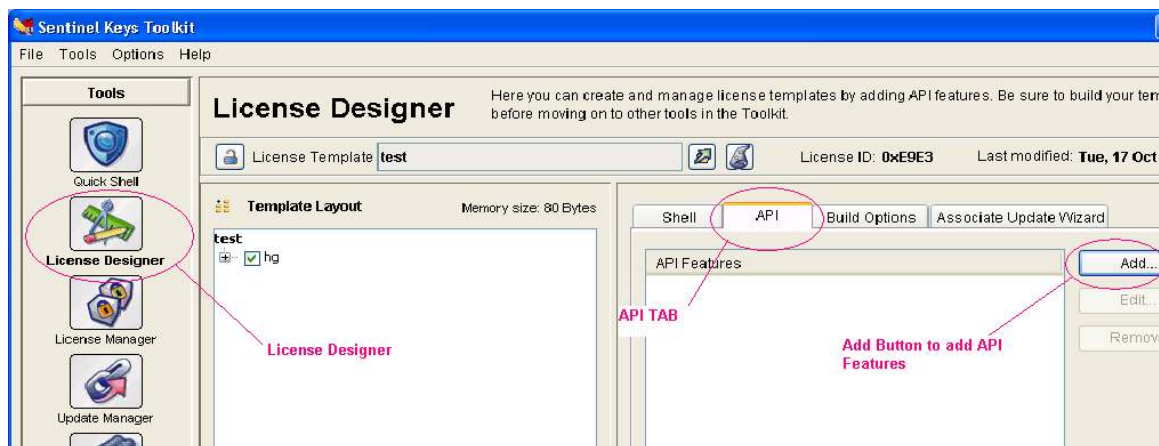 Sentinel Keys Toolkit
File Tools Options Help
Tools
Quick Shell
License Designer
License Manager
Update Manager
License Designer
Here you can create and manage license templates by adding API features. Be sure to build your tem
before moving on to other tools in the Toolkit.
License Template test
License ID: 0xE9E3
Last modified: Tue, 17 Oct
Template Layout
Memory size: 80 Bytes
test
hg
Shell
API
Build Options
Associate Update Wizard
API Features
Add...
Edit...
Remov
API TAB
License Designer
Add Button to add API
Features